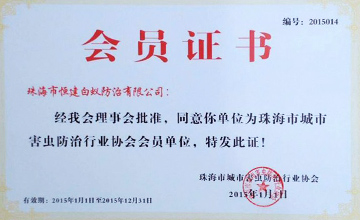 编号：2015014
会员证书
珠海市恒建白蚁防治有限公司：
经我会理事会批准，同意你单位为珠海市城市
害虫防治行业协会会员单位，特发此证！
珠海市城市害虫防治行业协会
2015年1月1日
有效期：2015年1月1日至2015年12月31日